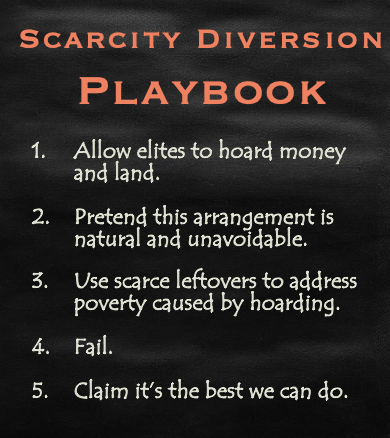 Scarcity Diversion
Playbook
1. Allow elites to hoard money
and land.
2. Pretend this arrangement is
natural and unavoidable.
3. Use scarce leftovers to address
poverty caused by hoarding.
4. Fail.
5. Claim it's the best we can do.